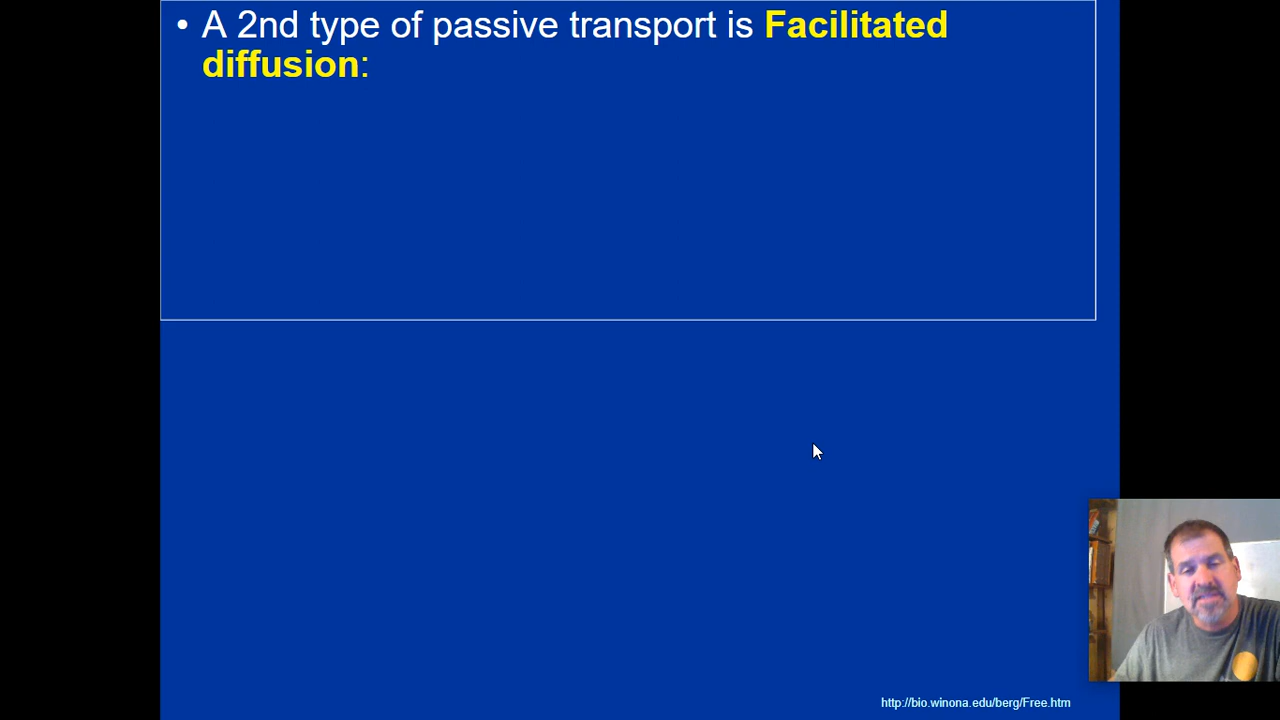 • A 2nd type of passive transport is Facilitated
diffusion:
http://bio.winona.edu/berg/Free.htm